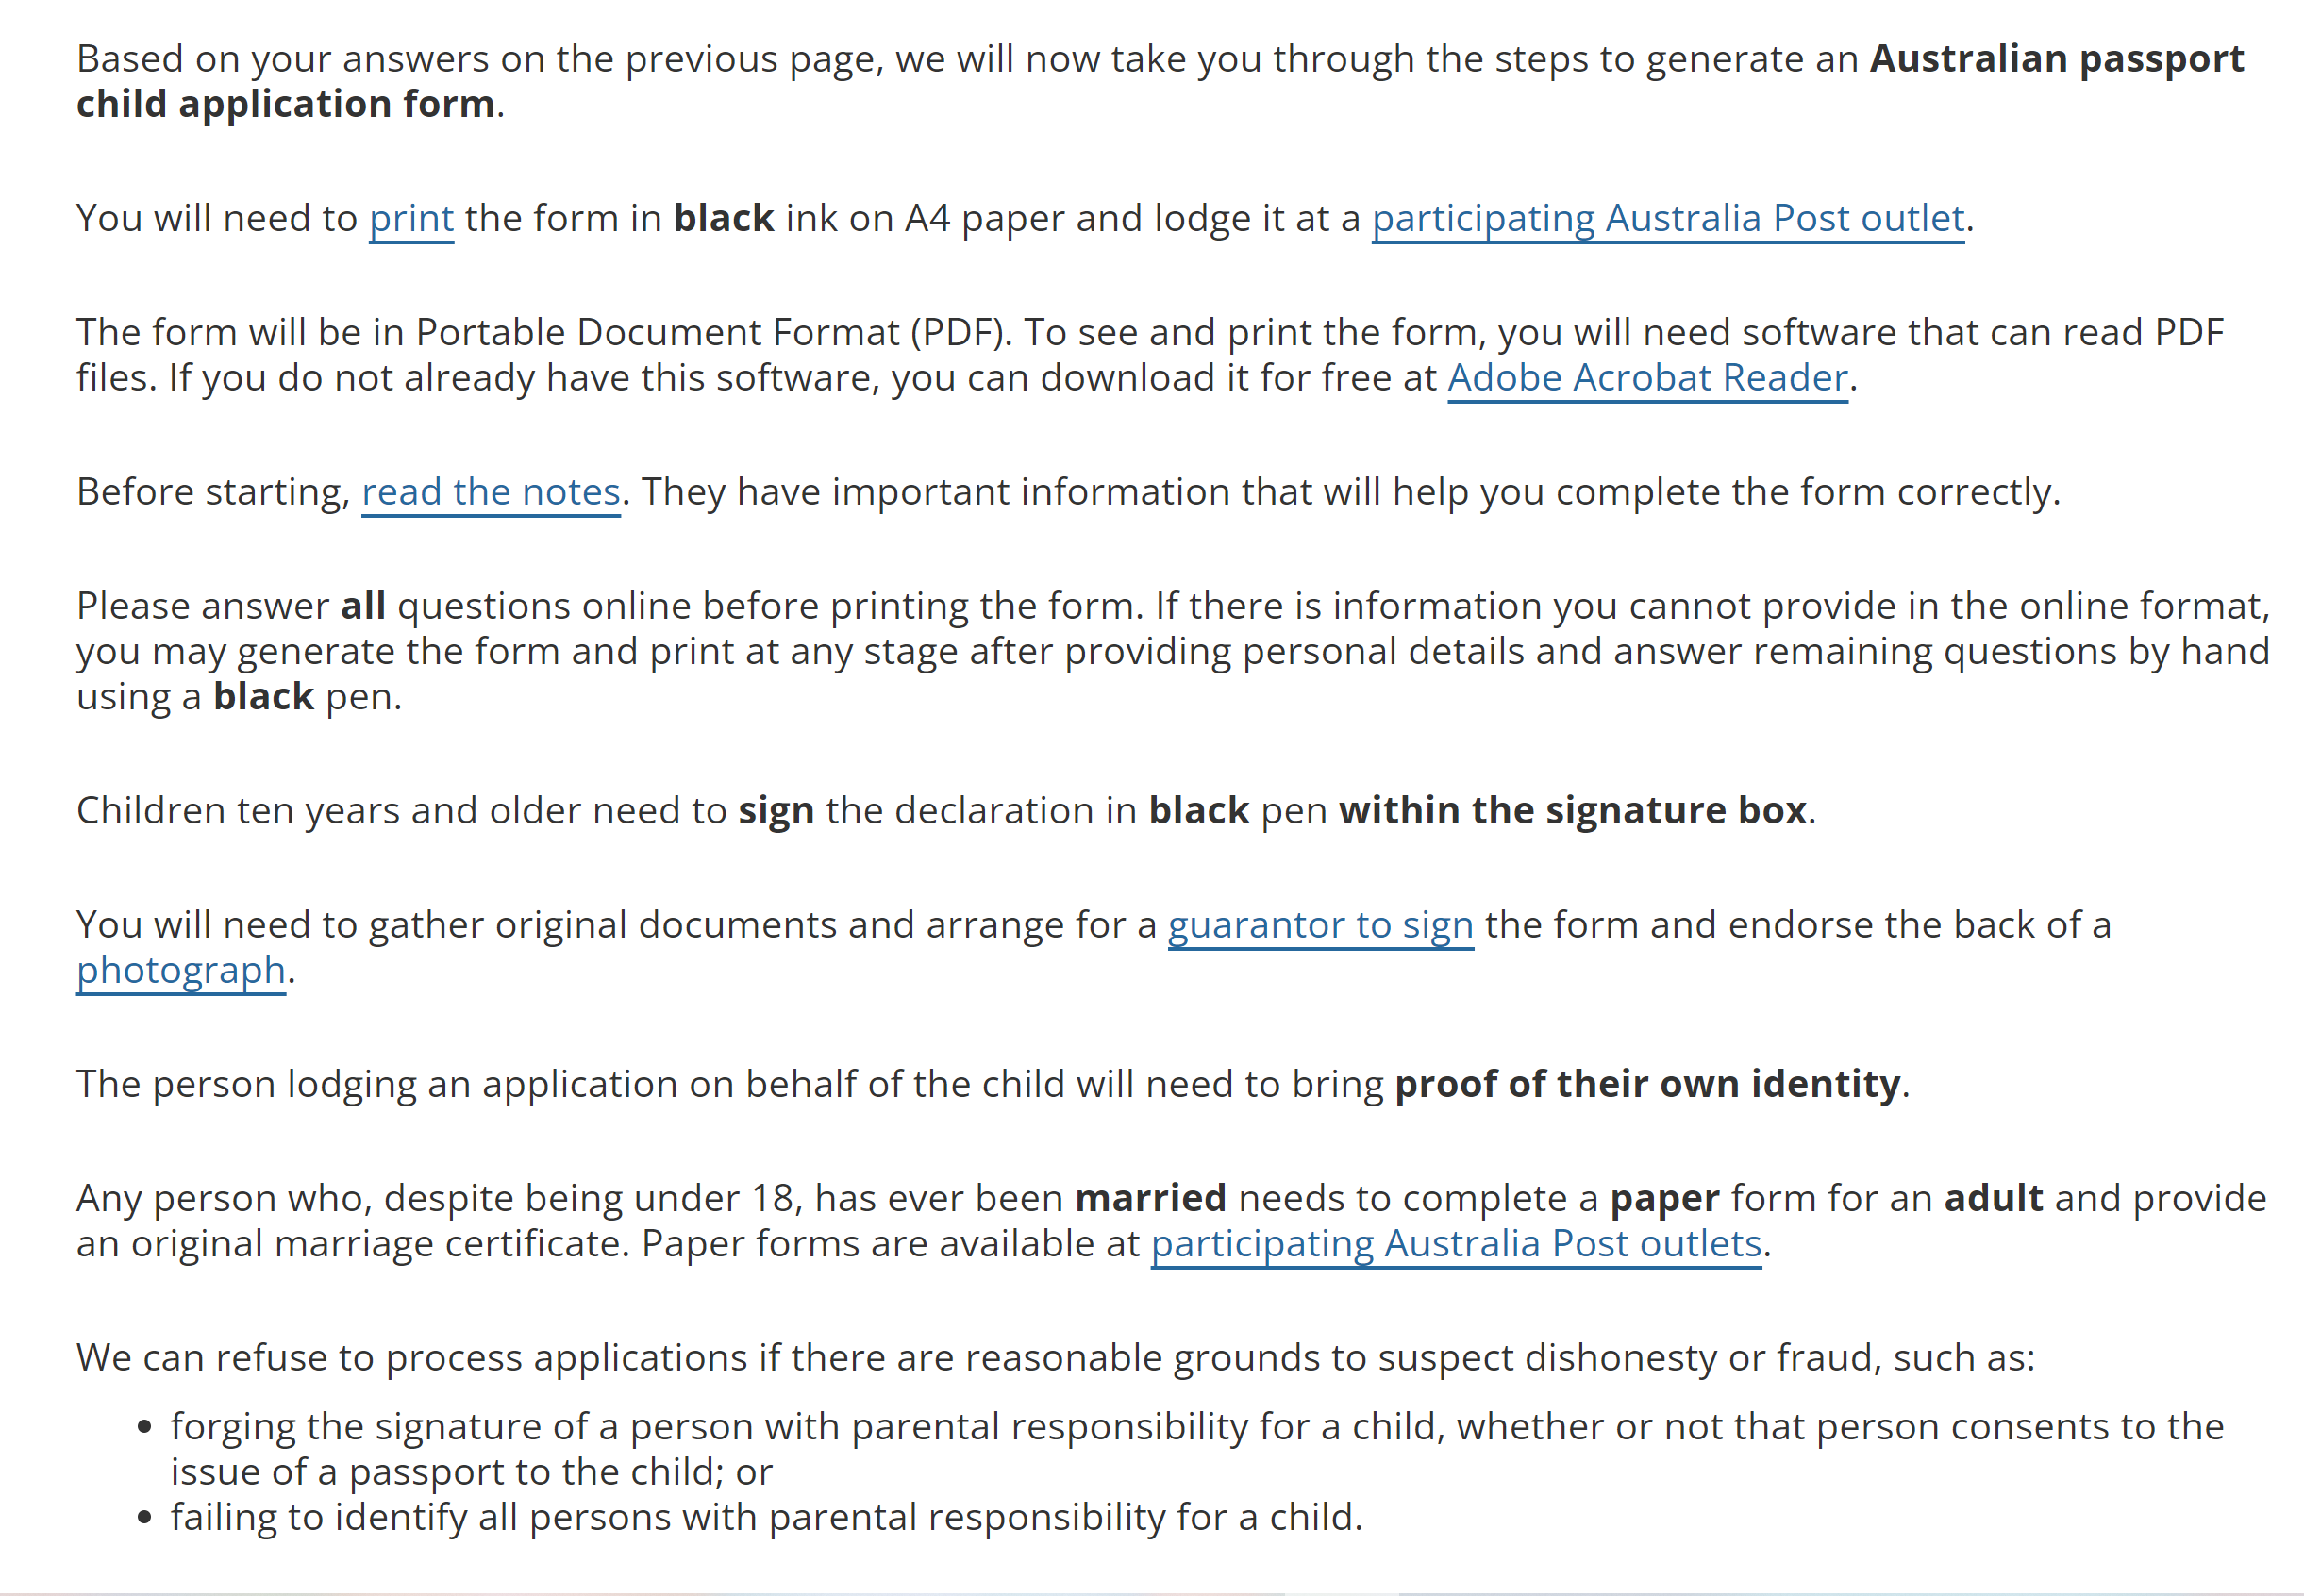 Based on your answers on the previous page, we will now take you through the steps to generate an Australian passport
child application form.
You will need to print the form in black ink on A4 paper and lodge it at a participating Australia Post outlet.
The form will be in Portable Document Format (PDF). To see and print the form, you will need software that can read PDF
files. If you do not already have this software, you can download it for free at Adobe Acrobat Reader.
Before starting, read the notes. They have important information that will help you complete the form correctly.
Please answer all questions online before printing the form. If there is information you cannot provide in the online format,
you may generate the form and print at any stage after providing personal details and answer remaining questions by hand
using a black pen.
Children ten years and older need to sign the declaration in black pen within the signature box.
You will need to gather original documents and arrange for a guarantor to sign the form and endorse the back of a
photograph.
The person lodging an application on behalf of the child will need to bring proof of their own identity.
Any person who, despite being under 18, has ever been married needs to complete a paper form for an adult and provide
an original marriage certificate. Paper forms are available at participating Australia Post outlets.
We can refuse to process applications if there are reasonable grounds to suspect dishonesty or fraud, such as:
• forging the signature of a person with parental responsibility for a child, whether or not that person consents to the
issue of a passport to the child; or
• failing to identify all persons with parental responsibility for a child.